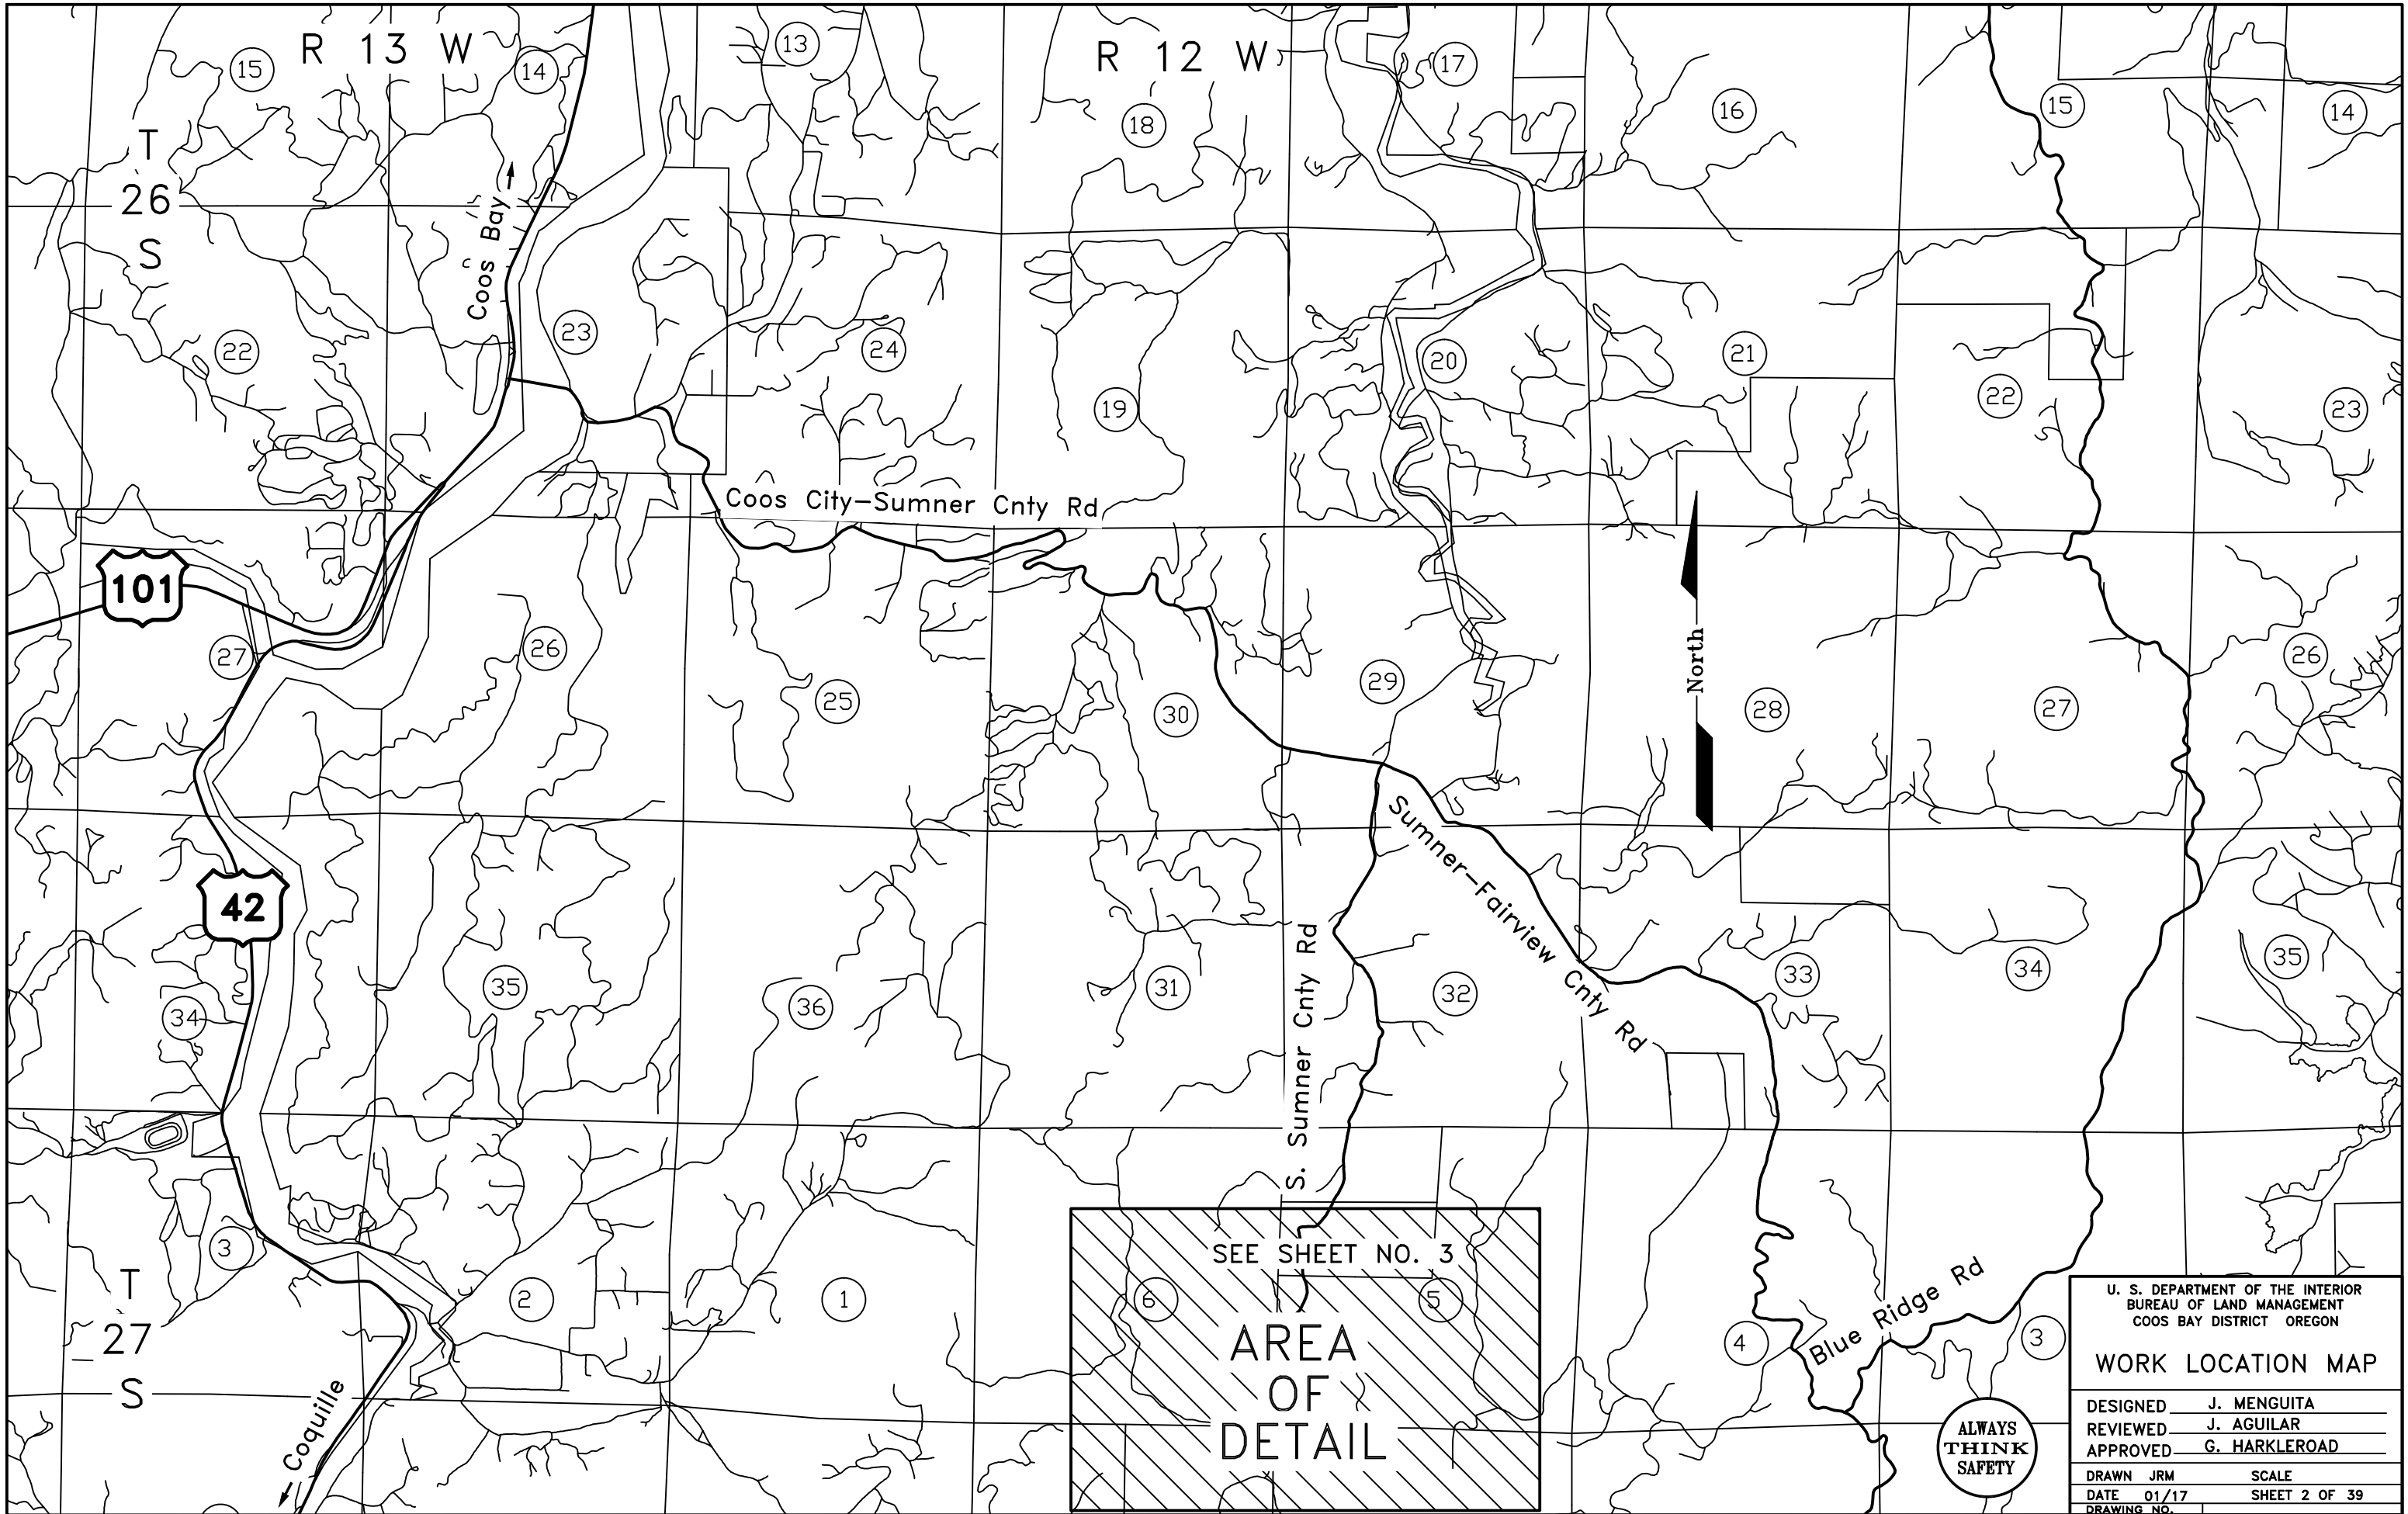 R 13 W
R 12 W
15
14
13
18
17
16
15
14
T
26
S
Coos Bay
22
23
24
19
20
21
22
23
Coos City-Sumner Cnty Rd
101
27
26
25
30
29
North
28
27
26
42
Sumner-Fairview Cnty Rd
S. Sumner Cnty Rd
34
35
36
31
32
33
34
35
3
2
1
6
5
4
3
SEE SHEET NO. 3
AREA
OF
DETAIL
T
27
S
Coquille
Blue Ridge Rd
ALWAYS
THINK
SAFETY
U. S. DEPARTMENT OF THE INTERIOR
BUREAU OF LAND MANAGEMENT
COOS BAY DISTRICT OREGON
WORK LOCATION MAP
DESIGNED J. MENGUITA
REVIEWED J. AGUILAR
APPROVED G. HARKLEROAD
DRAWN JRM SCALE
DATE 01/17 SHEET 2 OF 39
DRAWING NO.